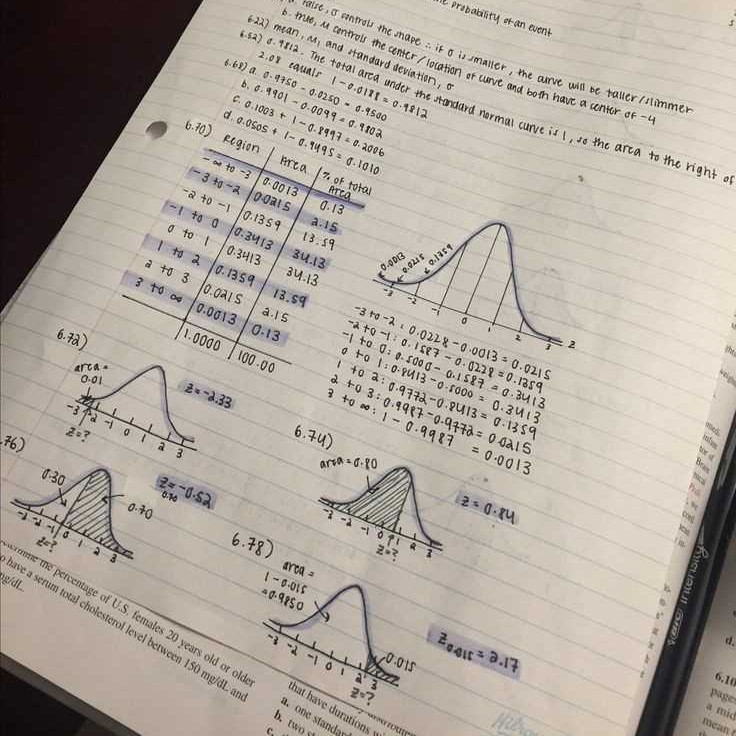 probability of an event
false, σ controls the shape ∴ if σ is smaller, the curve will be taller/slimmer
b. true, μ controls the center/location of curve and both have a center of -4
6.22) mean, μ, and standard deviation, σ
6.52) 0.9812. The total area under the standard normal curve is 1, so the area to the right of
2.08 equals 1-0.0188 = 0.9812
6.68) a. 0.9750 - 0.0250 = 0.9500
b. 0.9901 - 0.0099 = 0.9802
c. 0.1003 + 1 - 0.8997 = 0.2006
d. 0.0505 + 1 - 0.9495 = 0.1010
6.70)
Region Area % of total Area
-∞ to -3 0.0013 0.13
-3 to -2 0.0215 2.15
-2 to -1 0.1359 13.59
-1 to 0 0.3413 34.13
0 to 1 0.3413 34.13
1 to 2 0.1359 13.59
2 to 3 0.0215 2.15
3 to ∞ 0.0013 0.13
1.0000 100.00
0.0013 0.0215 0.1359
-3 -2 -1 0 1 2 3 z
-3 to -2: 0.0228 - 0.0013 = 0.0215
-2 to -1: 0.1587 - 0.0228 = 0.1359
-1 to 0: 0.5000 - 0.1587 = 0.3413
0 to 1: 0.8413 - 0.5000 = 0.3413
1 to 2: 0.9772 - 0.8413 = 0.1359
2 to 3: 0.9987 - 0.9772 = 0.0215
3 to ∞: 1 - 0.9987 = 0.0013
6.72)
area =
0.01
z = -2.33
-3 -2 -1 0 1 2 3
z=?
6.74)
area = 0.80
z = 0.84
-3 -2 -1 0 1 2 3
z=?
76)
0.30
0.70
z = -0.52
0.70
-3 -2 -1 0 1 2 3
z=?
6.78)
area =
1 - 0.015
= 0.9850
0.015
z0.015 = 2.17
-3 -2 -1 0 1 2 3
z=?
the percentage of U.S. females 20 years old or older
have a serum total cholesterol level between 150 mg/dL and
mg/dL.
that have durations
a. one standard
b. two
c.
intensity
d.
6.10
page
a mid
mean